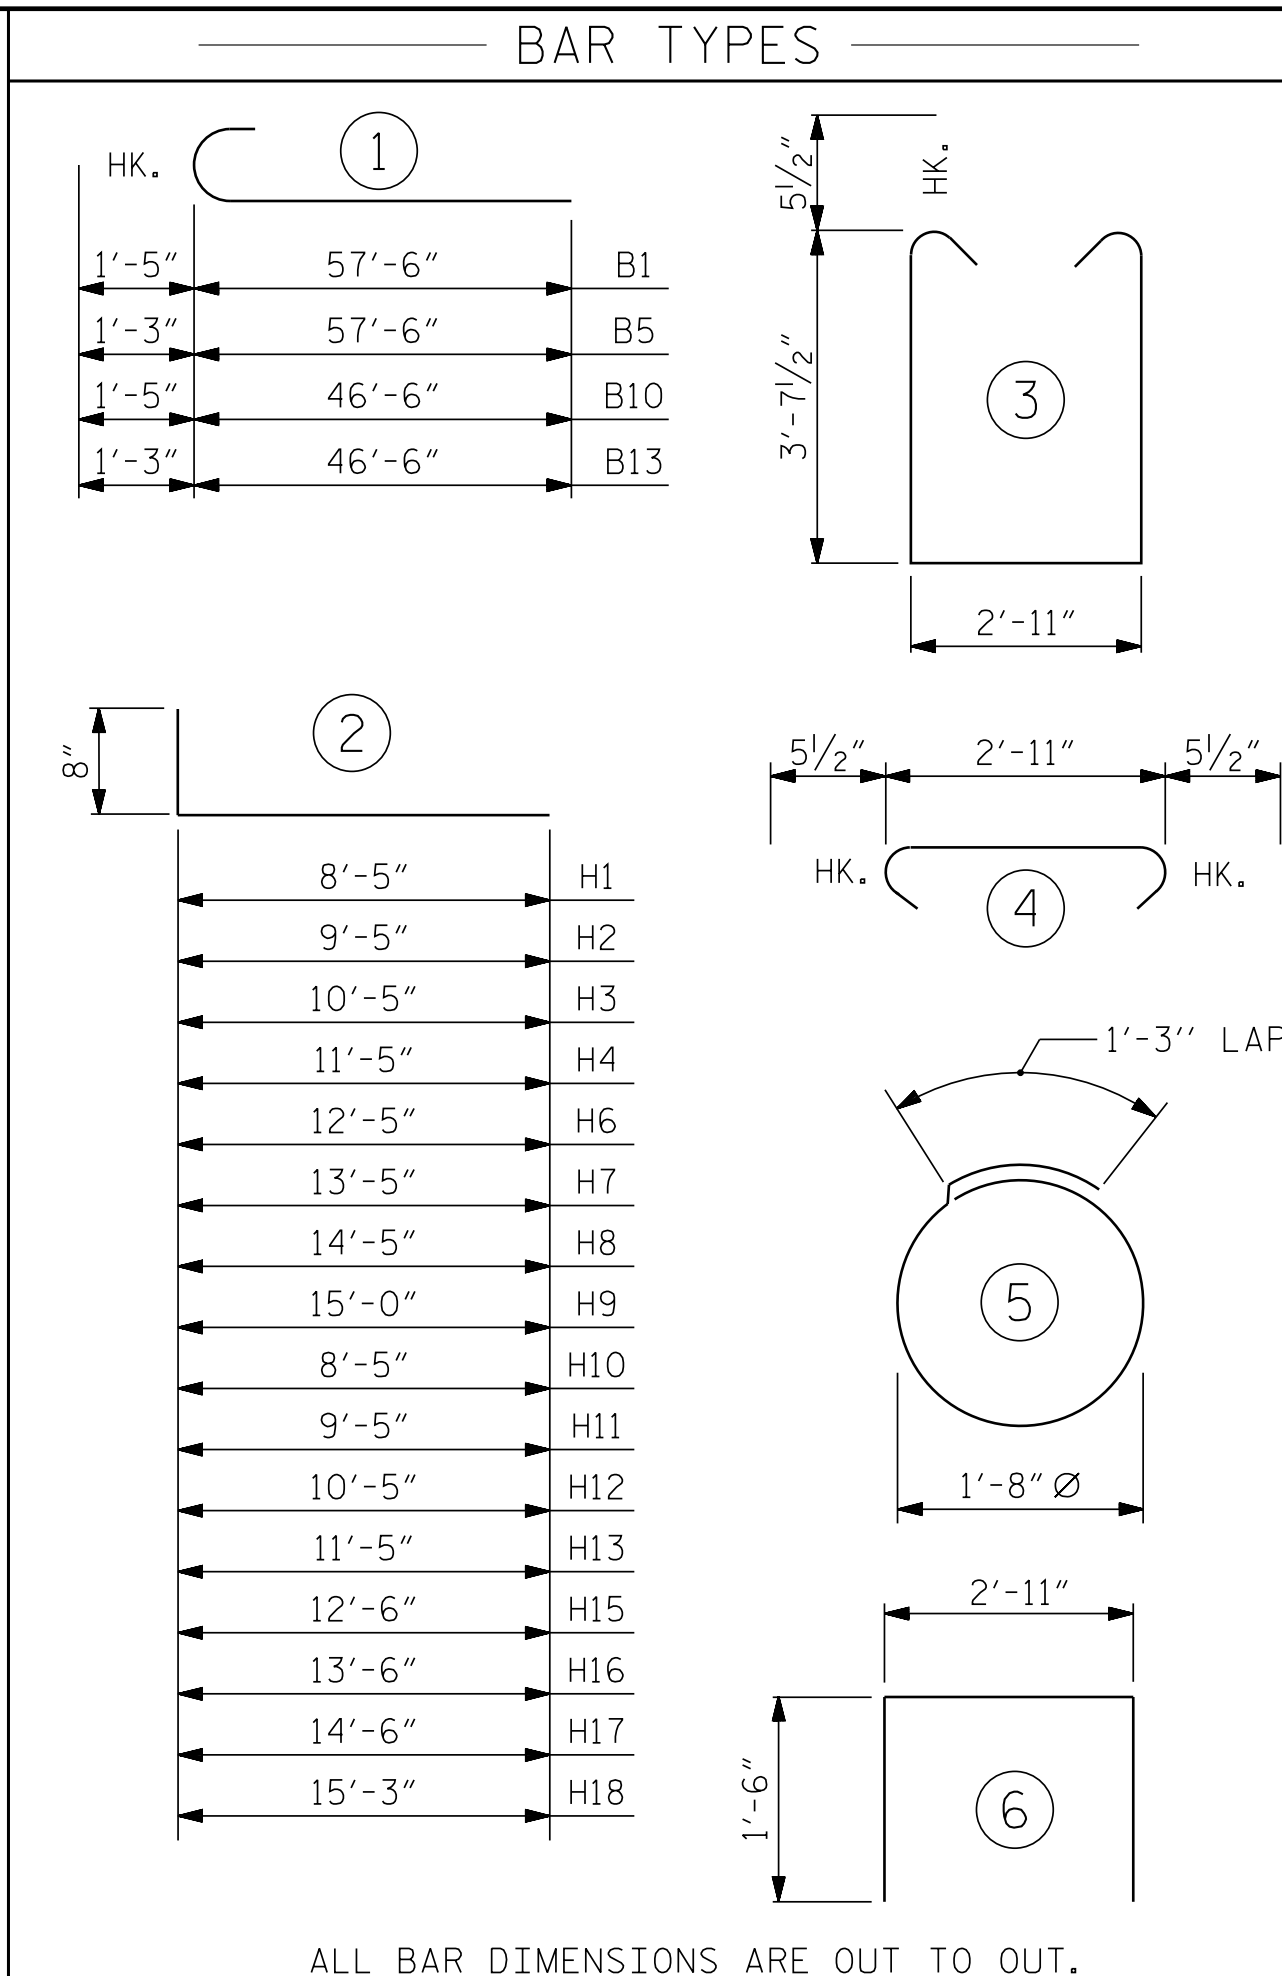 BAR TYPES
1
HK.
1'-5" 57'-6" B1
1'-3" 57'-6" B5
1'-5" 46'-6" B10
1'-3" 46'-6" B13
2
8"
8'-5" H1
9'-5" H2
10'-5" H3
11'-5" H4
12'-5" H6
13'-5" H7
14'-5" H8
15'-0" H9
8'-5" H10
9'-5" H11
10'-5" H12
11'-5" H13
12'-6" H15
13'-6" H16
14'-6" H17
15'-3" H18
5½"
HK.
3'-7½"
3
2'-11"
5½" 2'-11" 5½"
HK. HK.
4
1'-3'' LAP
5
1'-8" Ø
2'-11"
1'-6"
6
ALL BAR DIMENSIONS ARE OUT TO OUT.